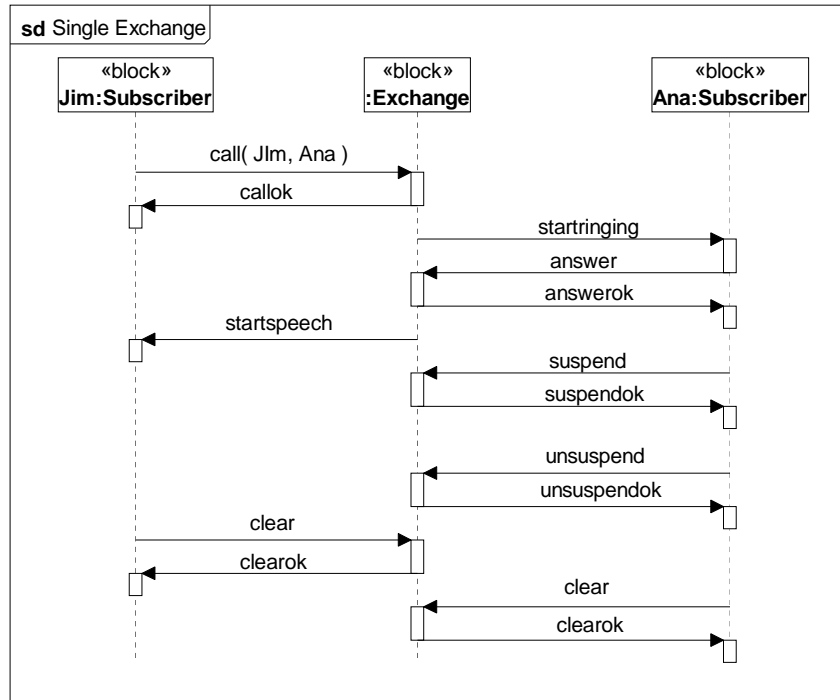 sd Single Exchange
«block»
Jim:Subscriber
«block»
:Exchange
«block»
Ana:Subscriber
call( JIm, Ana )
callok
startringing
answer
answerok
startspeech
suspend
suspendok
unsuspend
unsuspendok
clear
clearok
clear
clearok